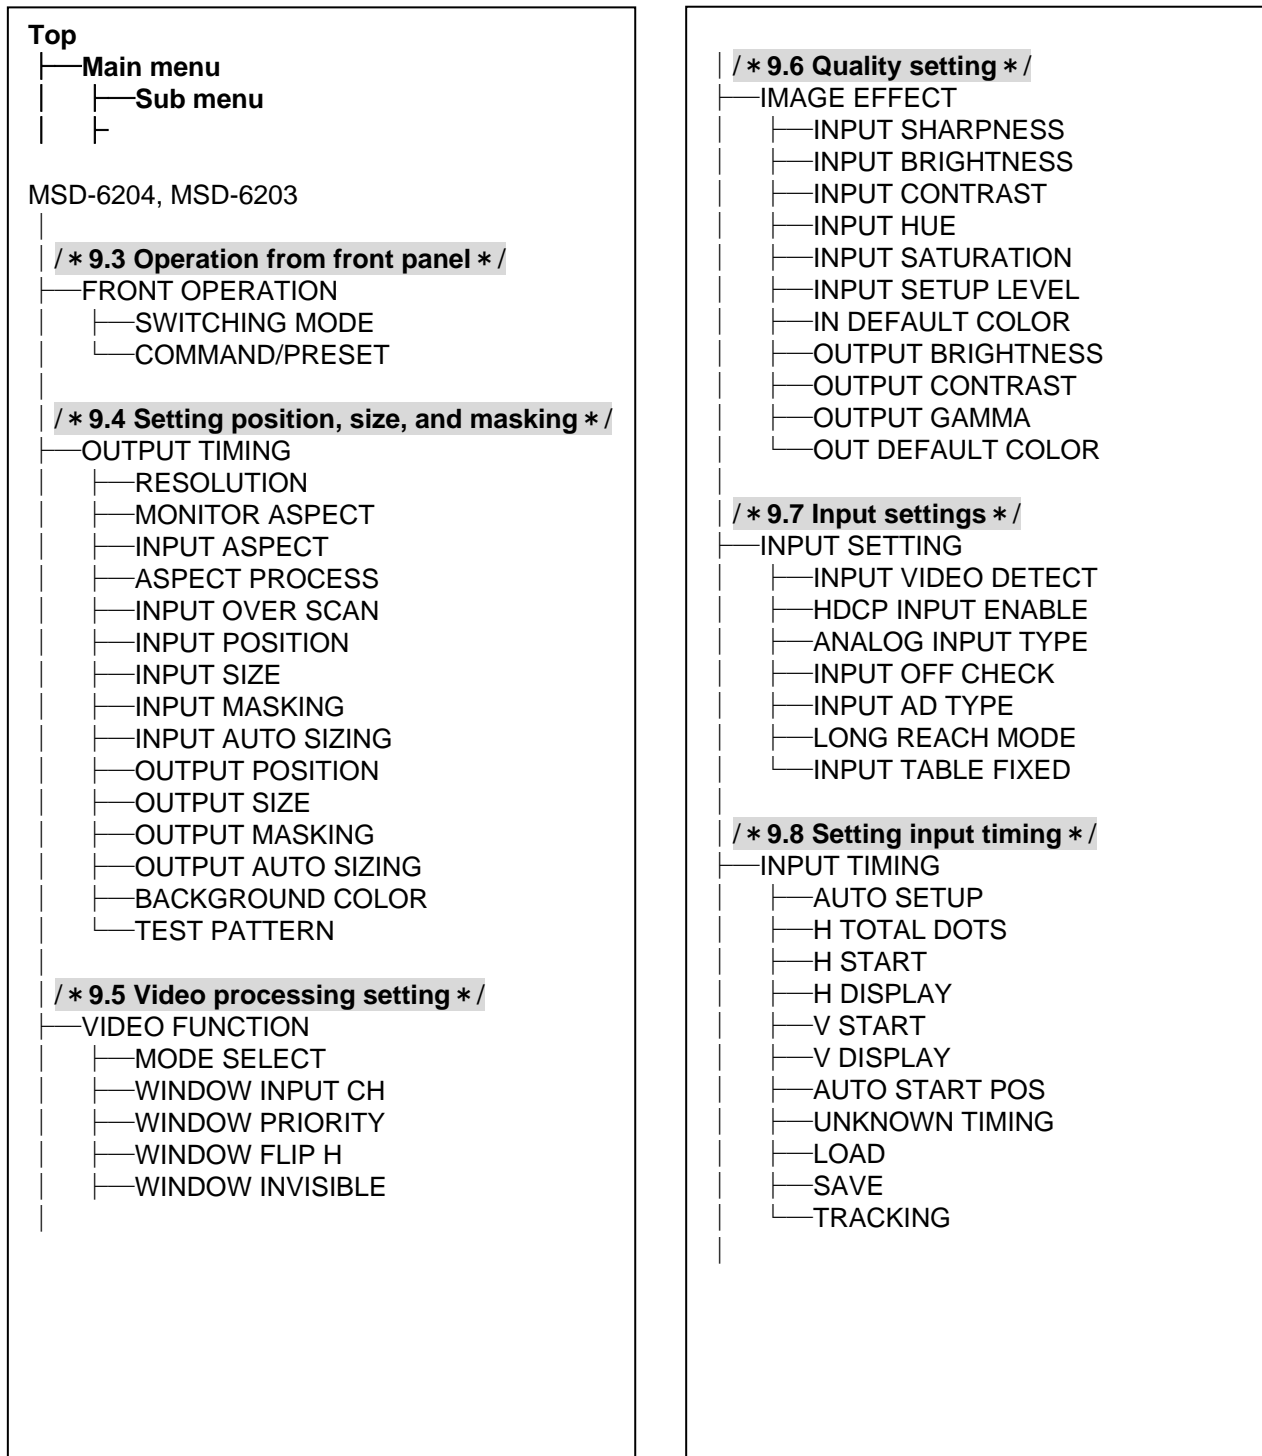 Top
├──Main menu
│ ├──Sub menu
│ ├
MSD-6204, MSD-6203
│
│ /＊9.3 Operation from front panel＊/
├──FRONT OPERATION
│ ├──SWITCHING MODE
│ └──COMMAND/PRESET
│
│ /＊9.4 Setting position, size, and masking＊/
├──OUTPUT TIMING
│ ├──RESOLUTION
│ ├──MONITOR ASPECT
│ ├──INPUT ASPECT
│ ├──ASPECT PROCESS
│ ├──INPUT OVER SCAN
│ ├──INPUT POSITION
│ ├──INPUT SIZE
│ ├──INPUT MASKING
│ ├──INPUT AUTO SIZING
│ ├──OUTPUT POSITION
│ ├──OUTPUT SIZE
│ ├──OUTPUT MASKING
│ ├──OUTPUT AUTO SIZING
│ ├──BACKGROUND COLOR
│ └──TEST PATTERN
│
│ /＊9.5 Video processing setting＊/
├──VIDEO FUNCTION
│ ├──MODE SELECT
│ ├──WINDOW INPUT CH
│ ├──WINDOW PRIORITY
│ ├──WINDOW FLIP H
│ ├──WINDOW INVISIBLE
│
│ /＊9.6 Quality setting＊/
├──IMAGE EFFECT
│ ├──INPUT SHARPNESS
│ ├──INPUT BRIGHTNESS
│ ├──INPUT CONTRAST
│ ├──INPUT HUE
│ ├──INPUT SATURATION
│ ├──INPUT SETUP LEVEL
│ ├──IN DEFAULT COLOR
│ ├──OUTPUT BRIGHTNESS
│ ├──OUTPUT CONTRAST
│ ├──OUTPUT GAMMA
│ └──OUT DEFAULT COLOR
│
│ /＊9.7 Input settings＊/
├──INPUT SETTING
│ ├──INPUT VIDEO DETECT
│ ├──HDCP INPUT ENABLE
│ ├──ANALOG INPUT TYPE
│ ├──INPUT OFF CHECK
│ ├──INPUT AD TYPE
│ ├──LONG REACH MODE
│ └──INPUT TABLE FIXED
│
│ /＊9.8 Setting input timing＊/
├──INPUT TIMING
│ ├──AUTO SETUP
│ ├──H TOTAL DOTS
│ ├──H START
│ ├──H DISPLAY
│ ├──V START
│ ├──V DISPLAY
│ ├──AUTO START POS
│ ├──UNKNOWN TIMING
│ ├──LOAD
│ ├──SAVE
│ └──TRACKING
│